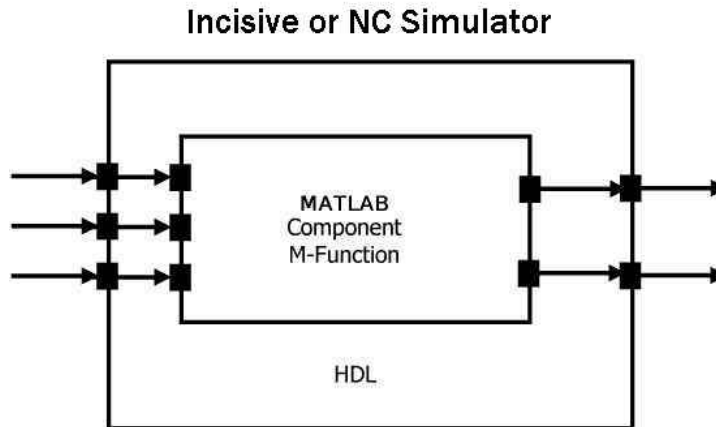 Incisive or NC Simulator
MATLAB
Component
M-Function
HDL